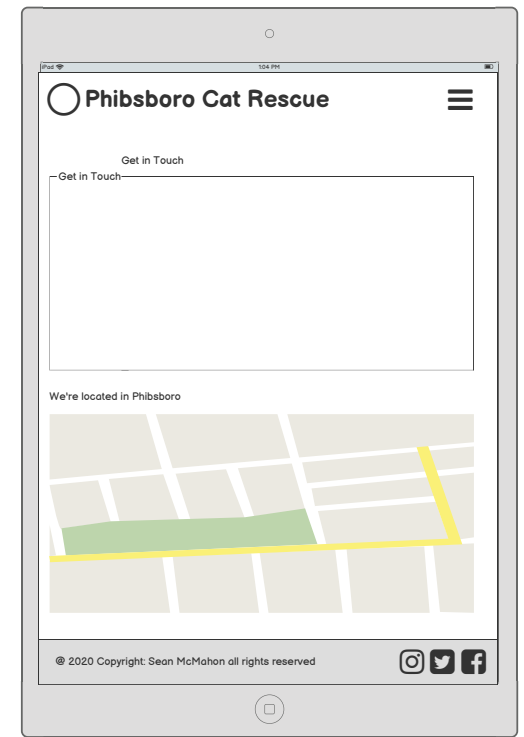 iPod 1:04 PM
Phibsboro Cat Rescue
Get in Touch
Get in Touch
We're located in Phibsboro
@ 2020 Copyright: Sean McMahon all rights reserved